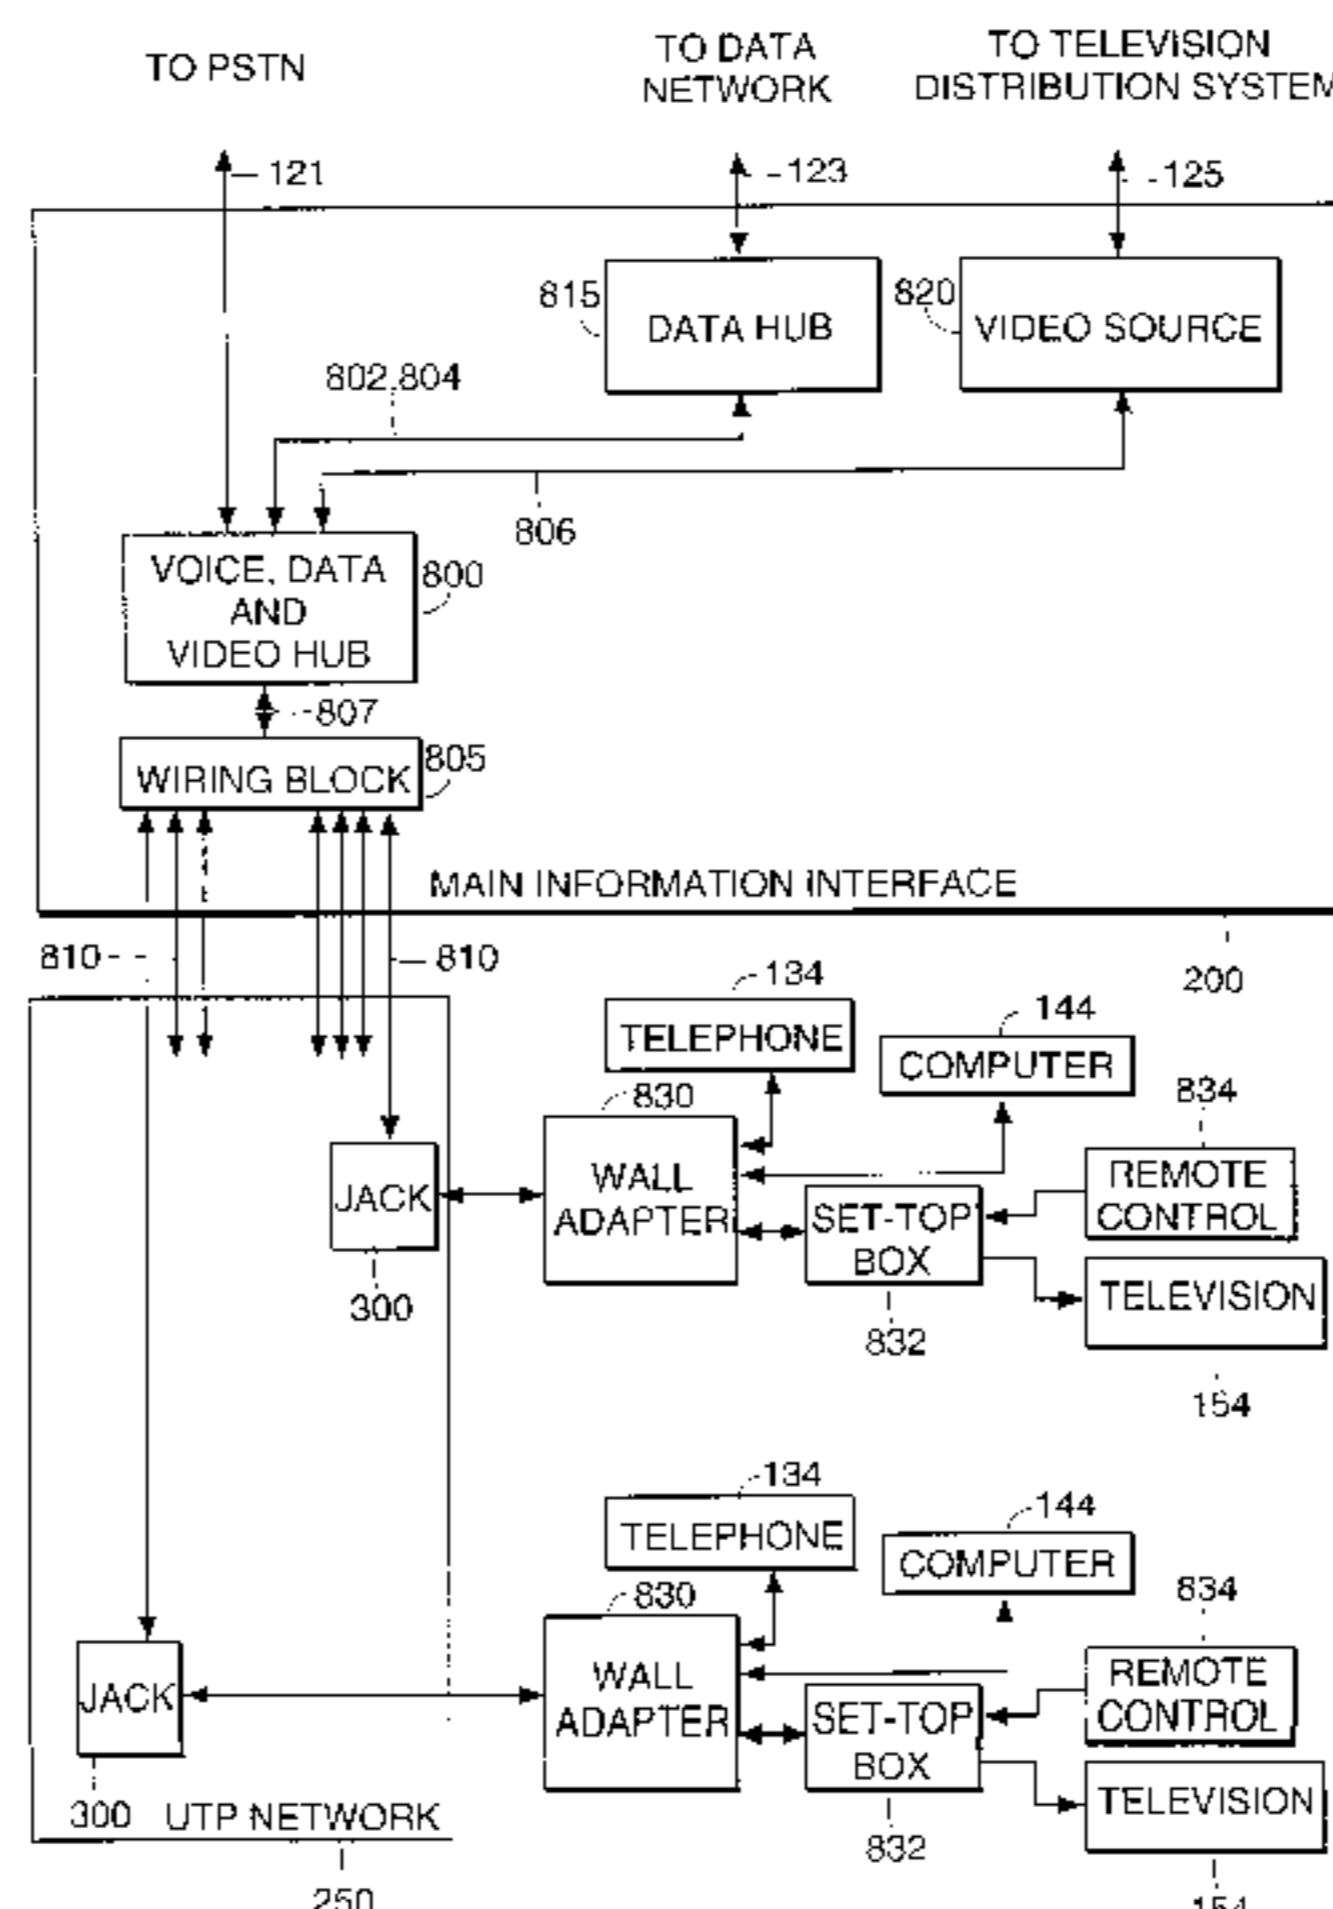 TO PSTN
TO DATA
NETWORK
TO TELEVISION
DISTRIBUTION SYSTEM
121
123
125
815
DATA HUB
820
VIDEO SOURCE
802,804
806
VOICE, DATA
AND
VIDEO HUB
800
807
WIRING BLOCK
805
MAIN INFORMATION INTERFACE
810
810
200
134
TELEPHONE
144
COMPUTER
830
834
WALL
ADAPTER
JACK
300
SET-TOP
BOX
832
REMOTE
CONTROL
TELEVISION
154
134
TELEPHONE
144
COMPUTER
830
834
WALL
ADAPTER
JACK
300
SET-TOP
BOX
832
REMOTE
CONTROL
TELEVISION
UTP NETWORK
250
154